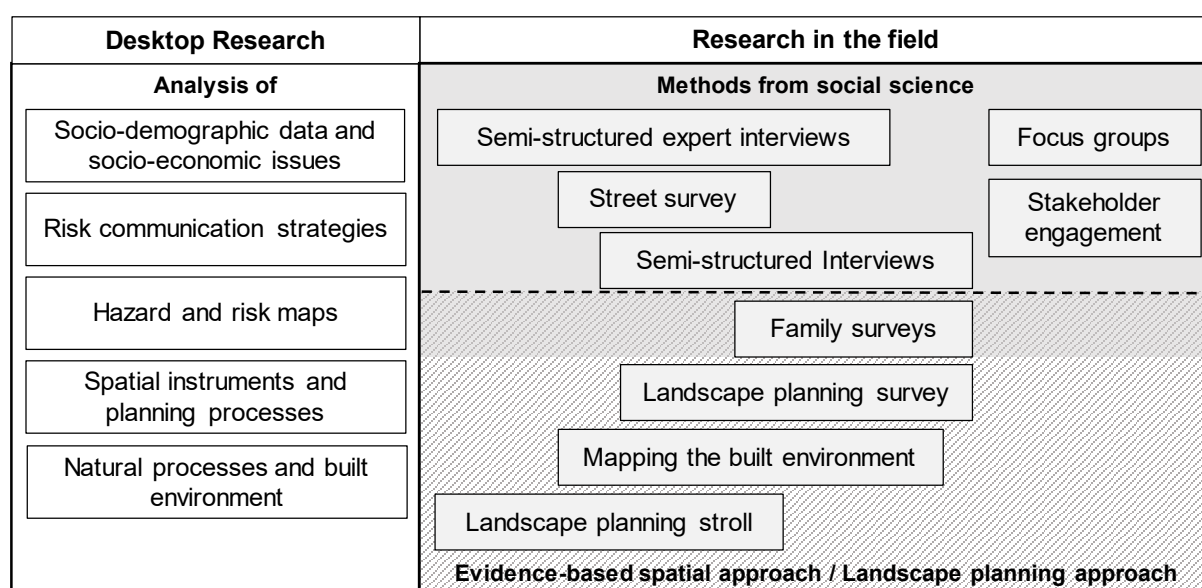 Desktop Research
Research in the field
Analysis of
Socio-demographic data and
socio-economic issues
Risk communication strategies
Hazard and risk maps
Spatial instruments and
planning processes
Natural processes and built
environment
Methods from social science
Semi-structured expert interviews
Focus groups
Street survey
Stakeholder
engagement
Semi-structured Interviews
Family surveys
Landscape planning survey
Mapping the built environment
Landscape planning stroll
Evidence-based spatial approach / Landscape planning approach